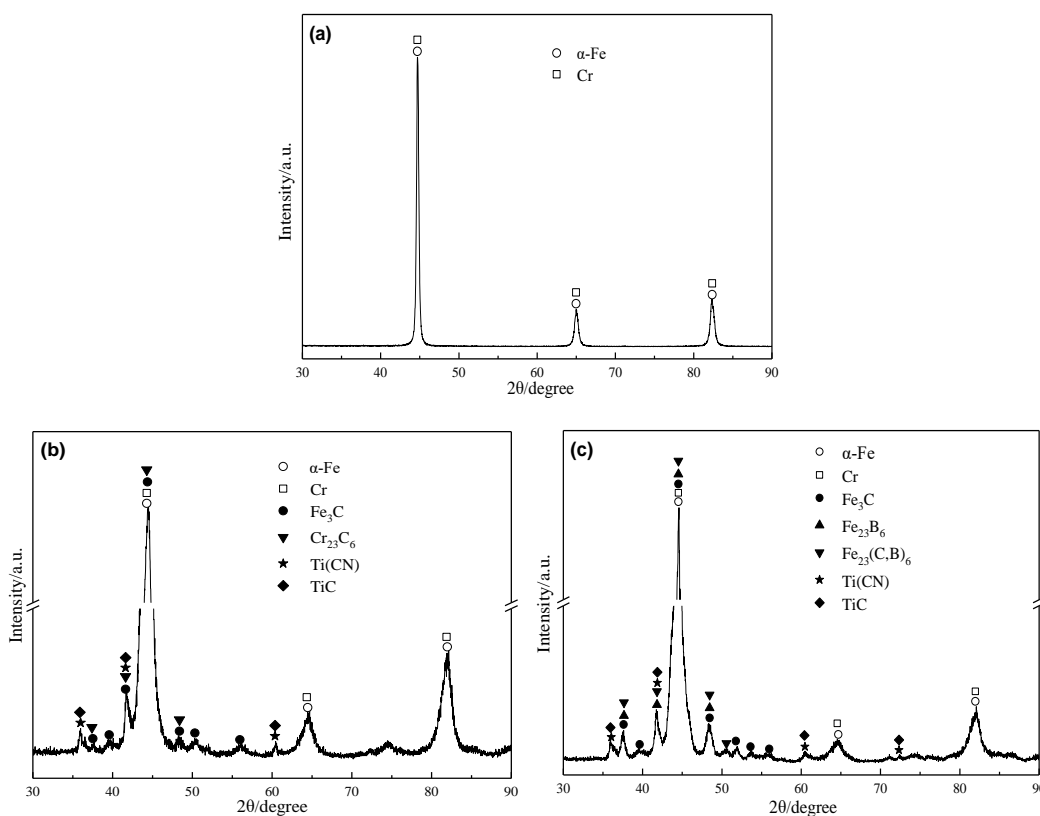 (a)
α-Fe
Cr
Intensity/a.u.
30 40 50 60 70 80 90
2θ/degree
(b)
α-Fe
Cr
Fe₃C
Cr₂₃C₆
Ti(CN)
TiC
Intensity/a.u.
30 40 50 60 70 80 90
2θ/degree
(c)
α-Fe
Cr
Fe₃C
Fe₂₃B₆
Fe₂₃(C,B)₆
Ti(CN)
TiC
Intensity/a.u.
30 40 50 60 70 80 90
2θ/degree